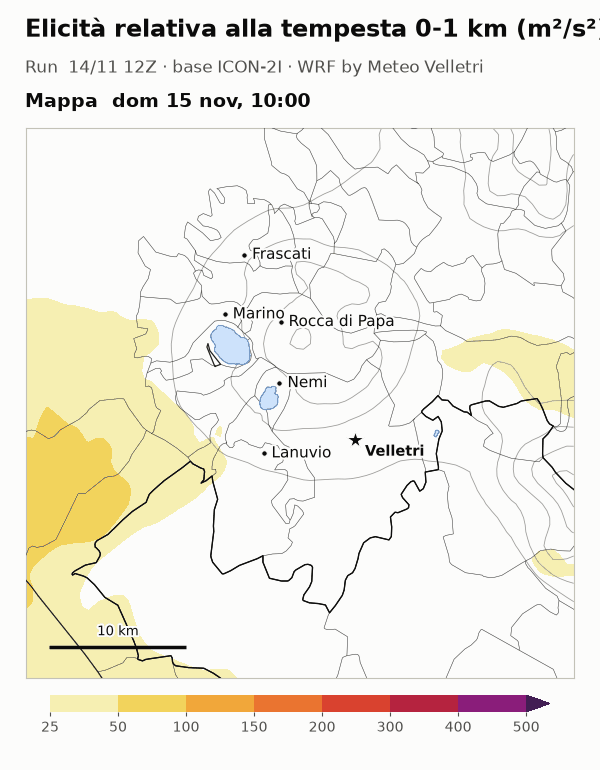 Elicità relativa alla tempesta 0-1 km (m²/s²)
Run  14/11 12Z · base ICON-2I · WRF by Meteo Velletri
Mappa  dom 15 nov, 10:00
Frascati
Marino
Rocca di Papa
Nemi
Lanuvio
Velletri
10 km
25 50 100 150 200 300 400 500